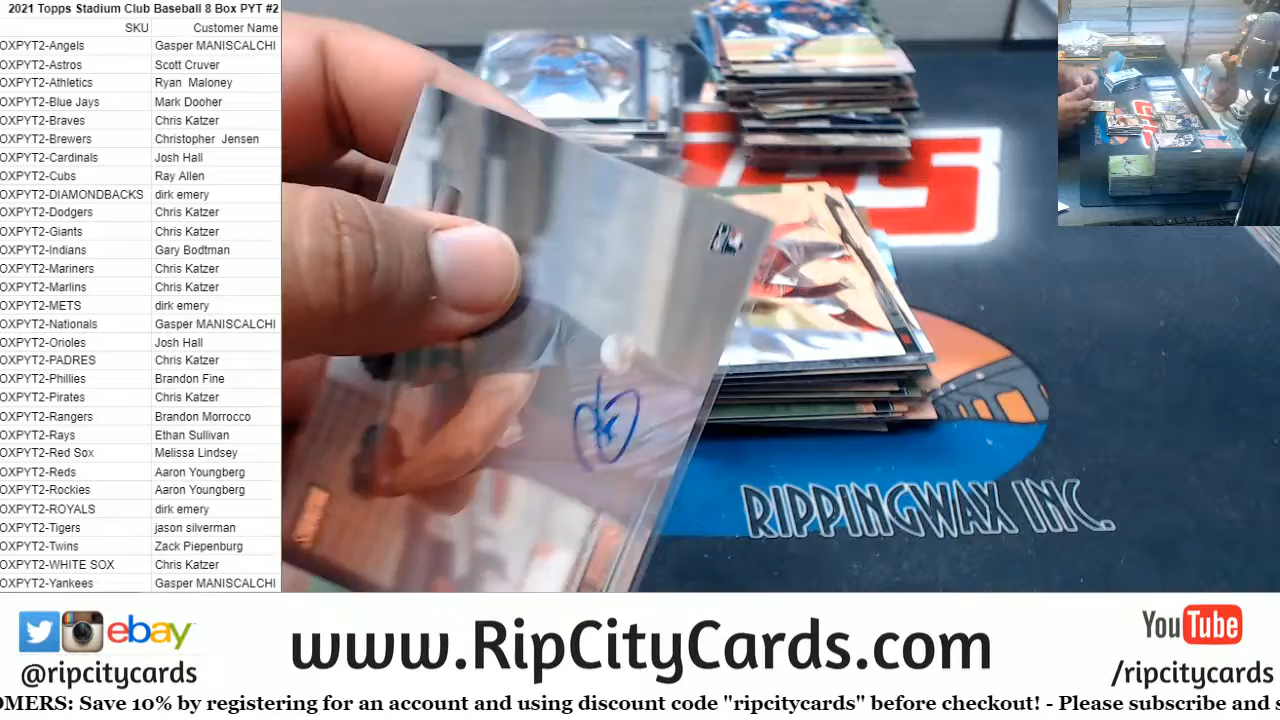 2021 Topps Stadium Club Baseball 8 Box PYT #2
SKU Customer Name
OXPYT2-Angels Gasper MANISCALCHI
OXPYT2-Astros Scott Cruver
OXPYT2-Athletics Ryan Maloney
OXPYT2-Blue Jays Mark Dooher
OXPYT2-Braves Chris Katzer
OXPYT2-Brewers Christopher Jensen
OXPYT2-Cardinals Josh Hall
OXPYT2-Cubs Ray Allen
OXPYT2-DIAMONDBACKS dirk emery
OXPYT2-Dodgers Chris Katzer
OXPYT2-Giants Chris Katzer
OXPYT2-Indians Gary Bodtman
OXPYT2-Mariners Chris Katzer
OXPYT2-Marlins Chris Katzer
OXPYT2-METS dirk emery
OXPYT2-Nationals Gasper MANISCALCHI
OXPYT2-Orioles Josh Hall
OXPYT2-PADRES Chris Katzer
OXPYT2-Phillies Brandon Fine
OXPYT2-Pirates Chris Katzer
OXPYT2-Rangers Brandon Morrocco
OXPYT2-Rays Ethan Sullivan
OXPYT2-Red Sox Melissa Lindsey
OXPYT2-Reds Aaron Youngberg
OXPYT2-Rockies Aaron Youngberg
OXPYT2-ROYALS dirk emery
OXPYT2-Tigers jason silverman
OXPYT2-Twins Zack Piepenburg
OXPYT2-WHITE SOX Chris Katzer
OXPYT2-Yankees Gasper MANISCALCHI
RIPPINGWAX INC.
ebay
@ripcitycards
www.RipCityCards.com
YouTube
/ripcitycards
OMERS: Save 10% by registering for an account and using discount code "ripcitycards" before checkout! - Please subscribe and s